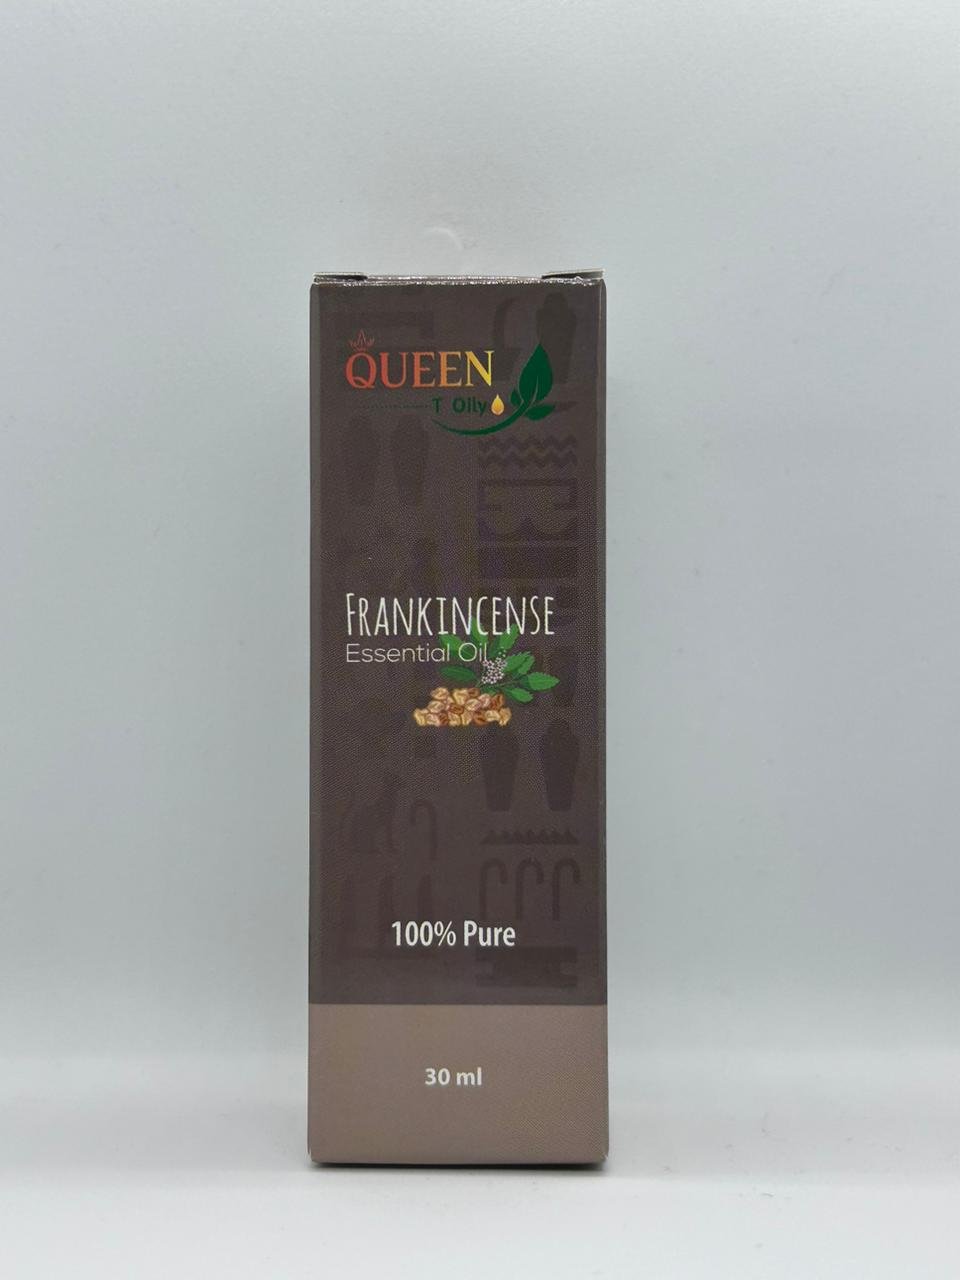 QUEEN
T Oily
FRANKINCENSE
Essential Oil
100% Pure
30 ml